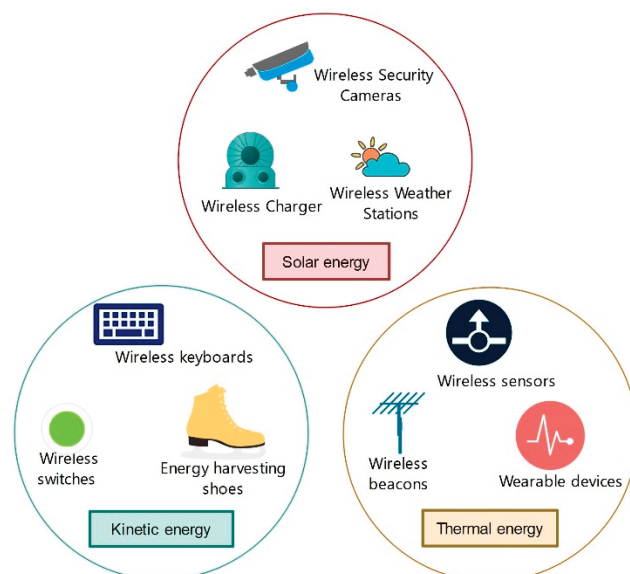 Wireless Security
Cameras
Wireless Charger
Wireless Weather
Stations
Solar energy
Wireless keyboards
Wireless
switches
Energy harvesting
shoes
Kinetic energy
Wireless sensors
Wireless
beacons
Wearable devices
Thermal energy